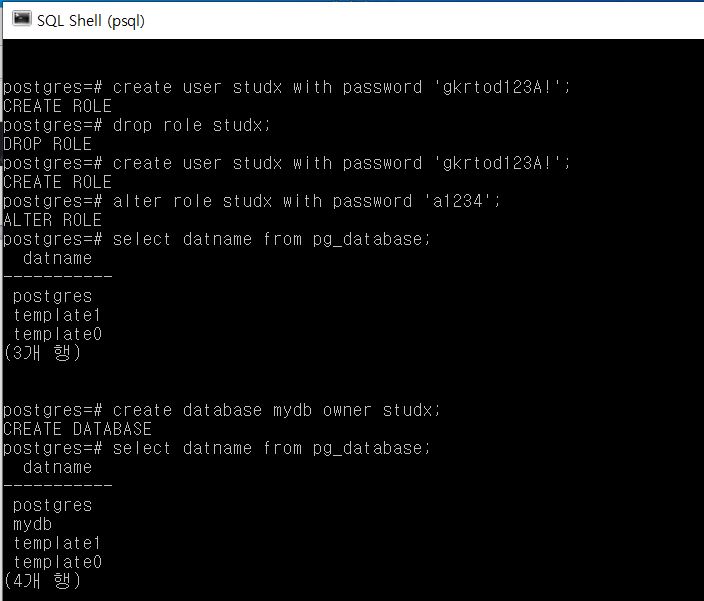 SQL Shell (psql)
postgres=# create user studx with password 'gkrtod123A!';
CREATE ROLE
postgres=# drop role studx;
DROP ROLE
postgres=# create user studx with password 'gkrtod123A!';
CREATE ROLE
postgres=# alter role studx with password 'a1234';
ALTER ROLE
postgres=# select datname from pg_database;
datname
-----------
postgres
template1
template0
(3개 행)
postgres=# create database mydb owner studx;
CREATE DATABASE
postgres=# select datname from pg_database;
datname
-----------
postgres
mydb
template1
template0
(4개 행)